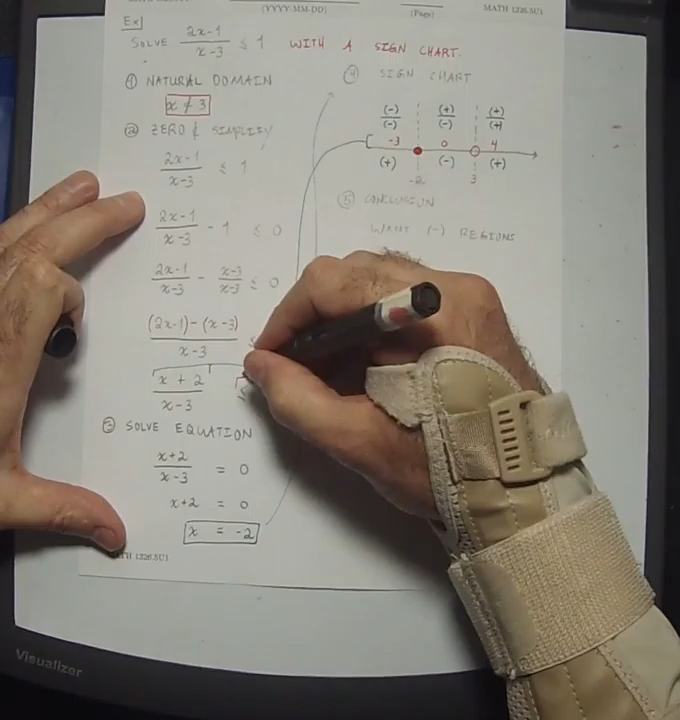 (YYYY-MM-DD)
(Page)
MATH 1226.SU1
Ex)
SOLVE 2x-1/x-3 ≤ 1 WITH A SIGN CHART.
① NATURAL DOMAIN
x ≠ 3
② ZERO & SIMPLIFY
2x-1/x-3 ≤ 1
2x-1/x-3 - 1 ≤ 0
2x-1/x-3 - x-3/x-3 ≤ 0
(2x-1)-(x-3)/x-3
x + 2/x-3 ≤
③ SOLVE EQUATION
x+2/x-3 = 0
x+2 = 0
x = -2
MATH 1226.SU1
④ SIGN CHART
(-)/(-) (+)/(-) (+)/(+)
-3 0 4
(+) (-) (+)
-2 3
⑤ CONCLUSION
WANT (-) REGIONS
Visualizer